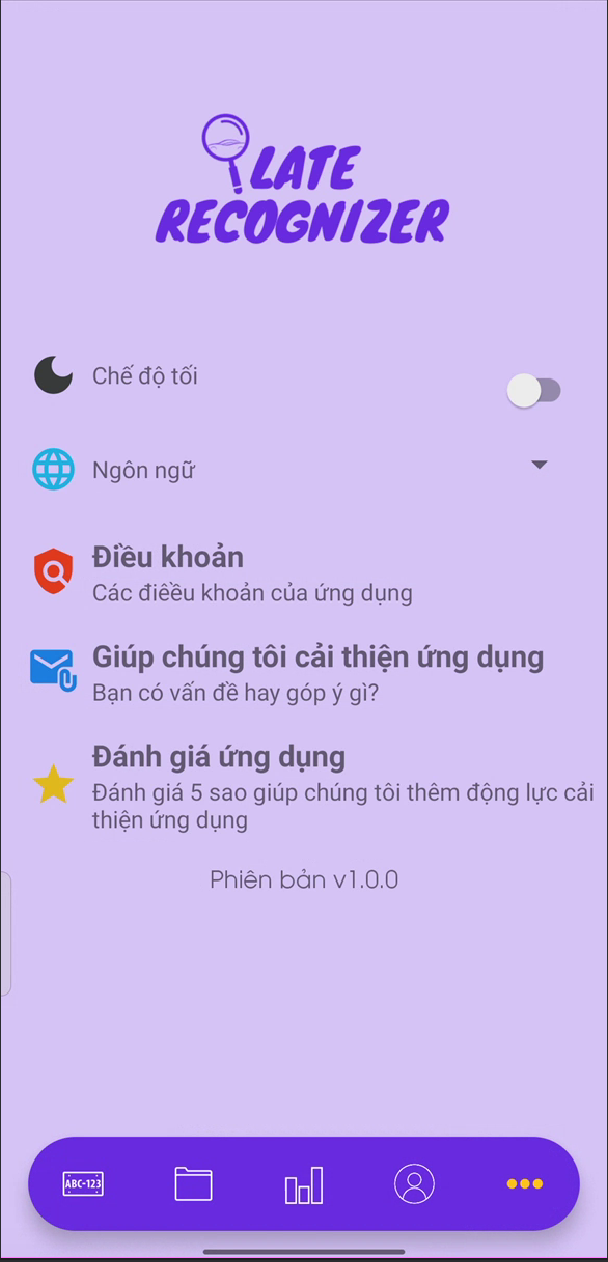 LATE
RECOGNIZER
Chế độ tối
Ngôn ngữ
Điều khoản
Các điêều khoản của ứng dụng
Giúp chúng tôi cải thiện ứng dụng
Bạn có vấn đề hay góp ý gì?
Đánh giá ứng dụng
Đánh giá 5 sao giúp chúng tôi thêm động lực cải
thiện ứng dụng
Phiên bản v1.0.0
ABC-123